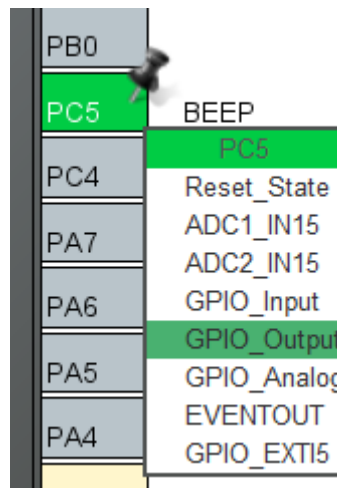 PB0
PC5 BEEP
PC5
PC4
Reset_State
ADC1_IN15
PA7
ADC2_IN15
PA6
GPIO_Input
GPIO_Output
PA5
GPIO_Analog
EVENTOUT
PA4
GPIO_EXTI5